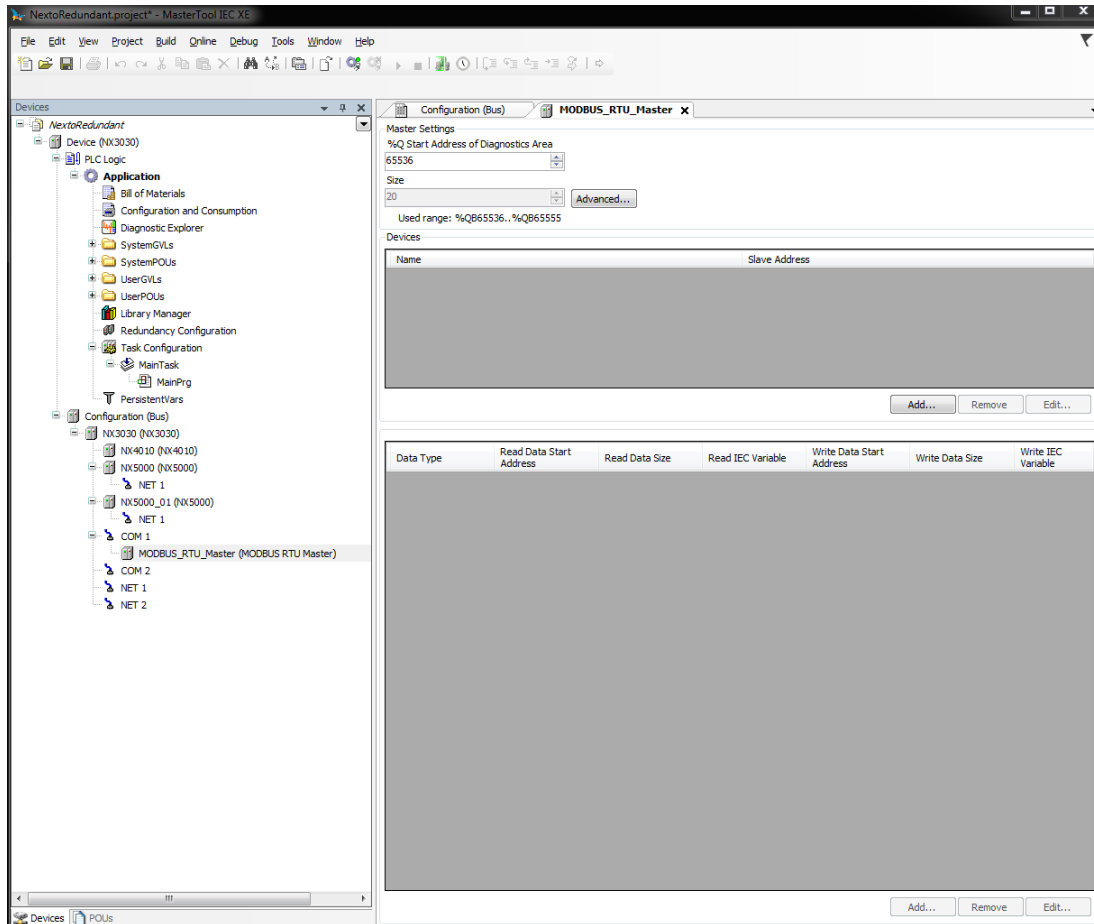 NextoRedundant.project* - MasterTool IEC XE
File Edit View Project Build Online Debug Tools Window Help
Devices
NextoRedundant
Device (NX3030)
PLC Logic
Application
Bill of Materials
Configuration and Consumption
Diagnostic Explorer
SystemGVLs
SystemPOUs
UserGVLs
UserPOUs
Library Manager
Redundancy Configuration
Task Configuration
MainTask
MainPrg
PersistentVars
Configuration (Bus)
NX3030 (NX3030)
NX4010 (NX4010)
NX5000 (NX5000)
NET 1
NX5000_01 (NX5000)
NET 1
COM 1
MODBUS_RTU_Master (MODBUS RTU Master)
COM 2
NET 1
NET 2
Devices POUs
Configuration (Bus) MODBUS_RTU_Master
Master Settings
%Q Start Address of Diagnostics Area
65536
Size
20 Advanced...
Used range: %QB65536..%QB65555
Devices
Name Slave Address
Add... Remove Edit...
Data Type Read Data Start Address Read Data Size Read IEC Variable Write Data Start Address Write Data Size Write IEC Variable
Add... Remove Edit...